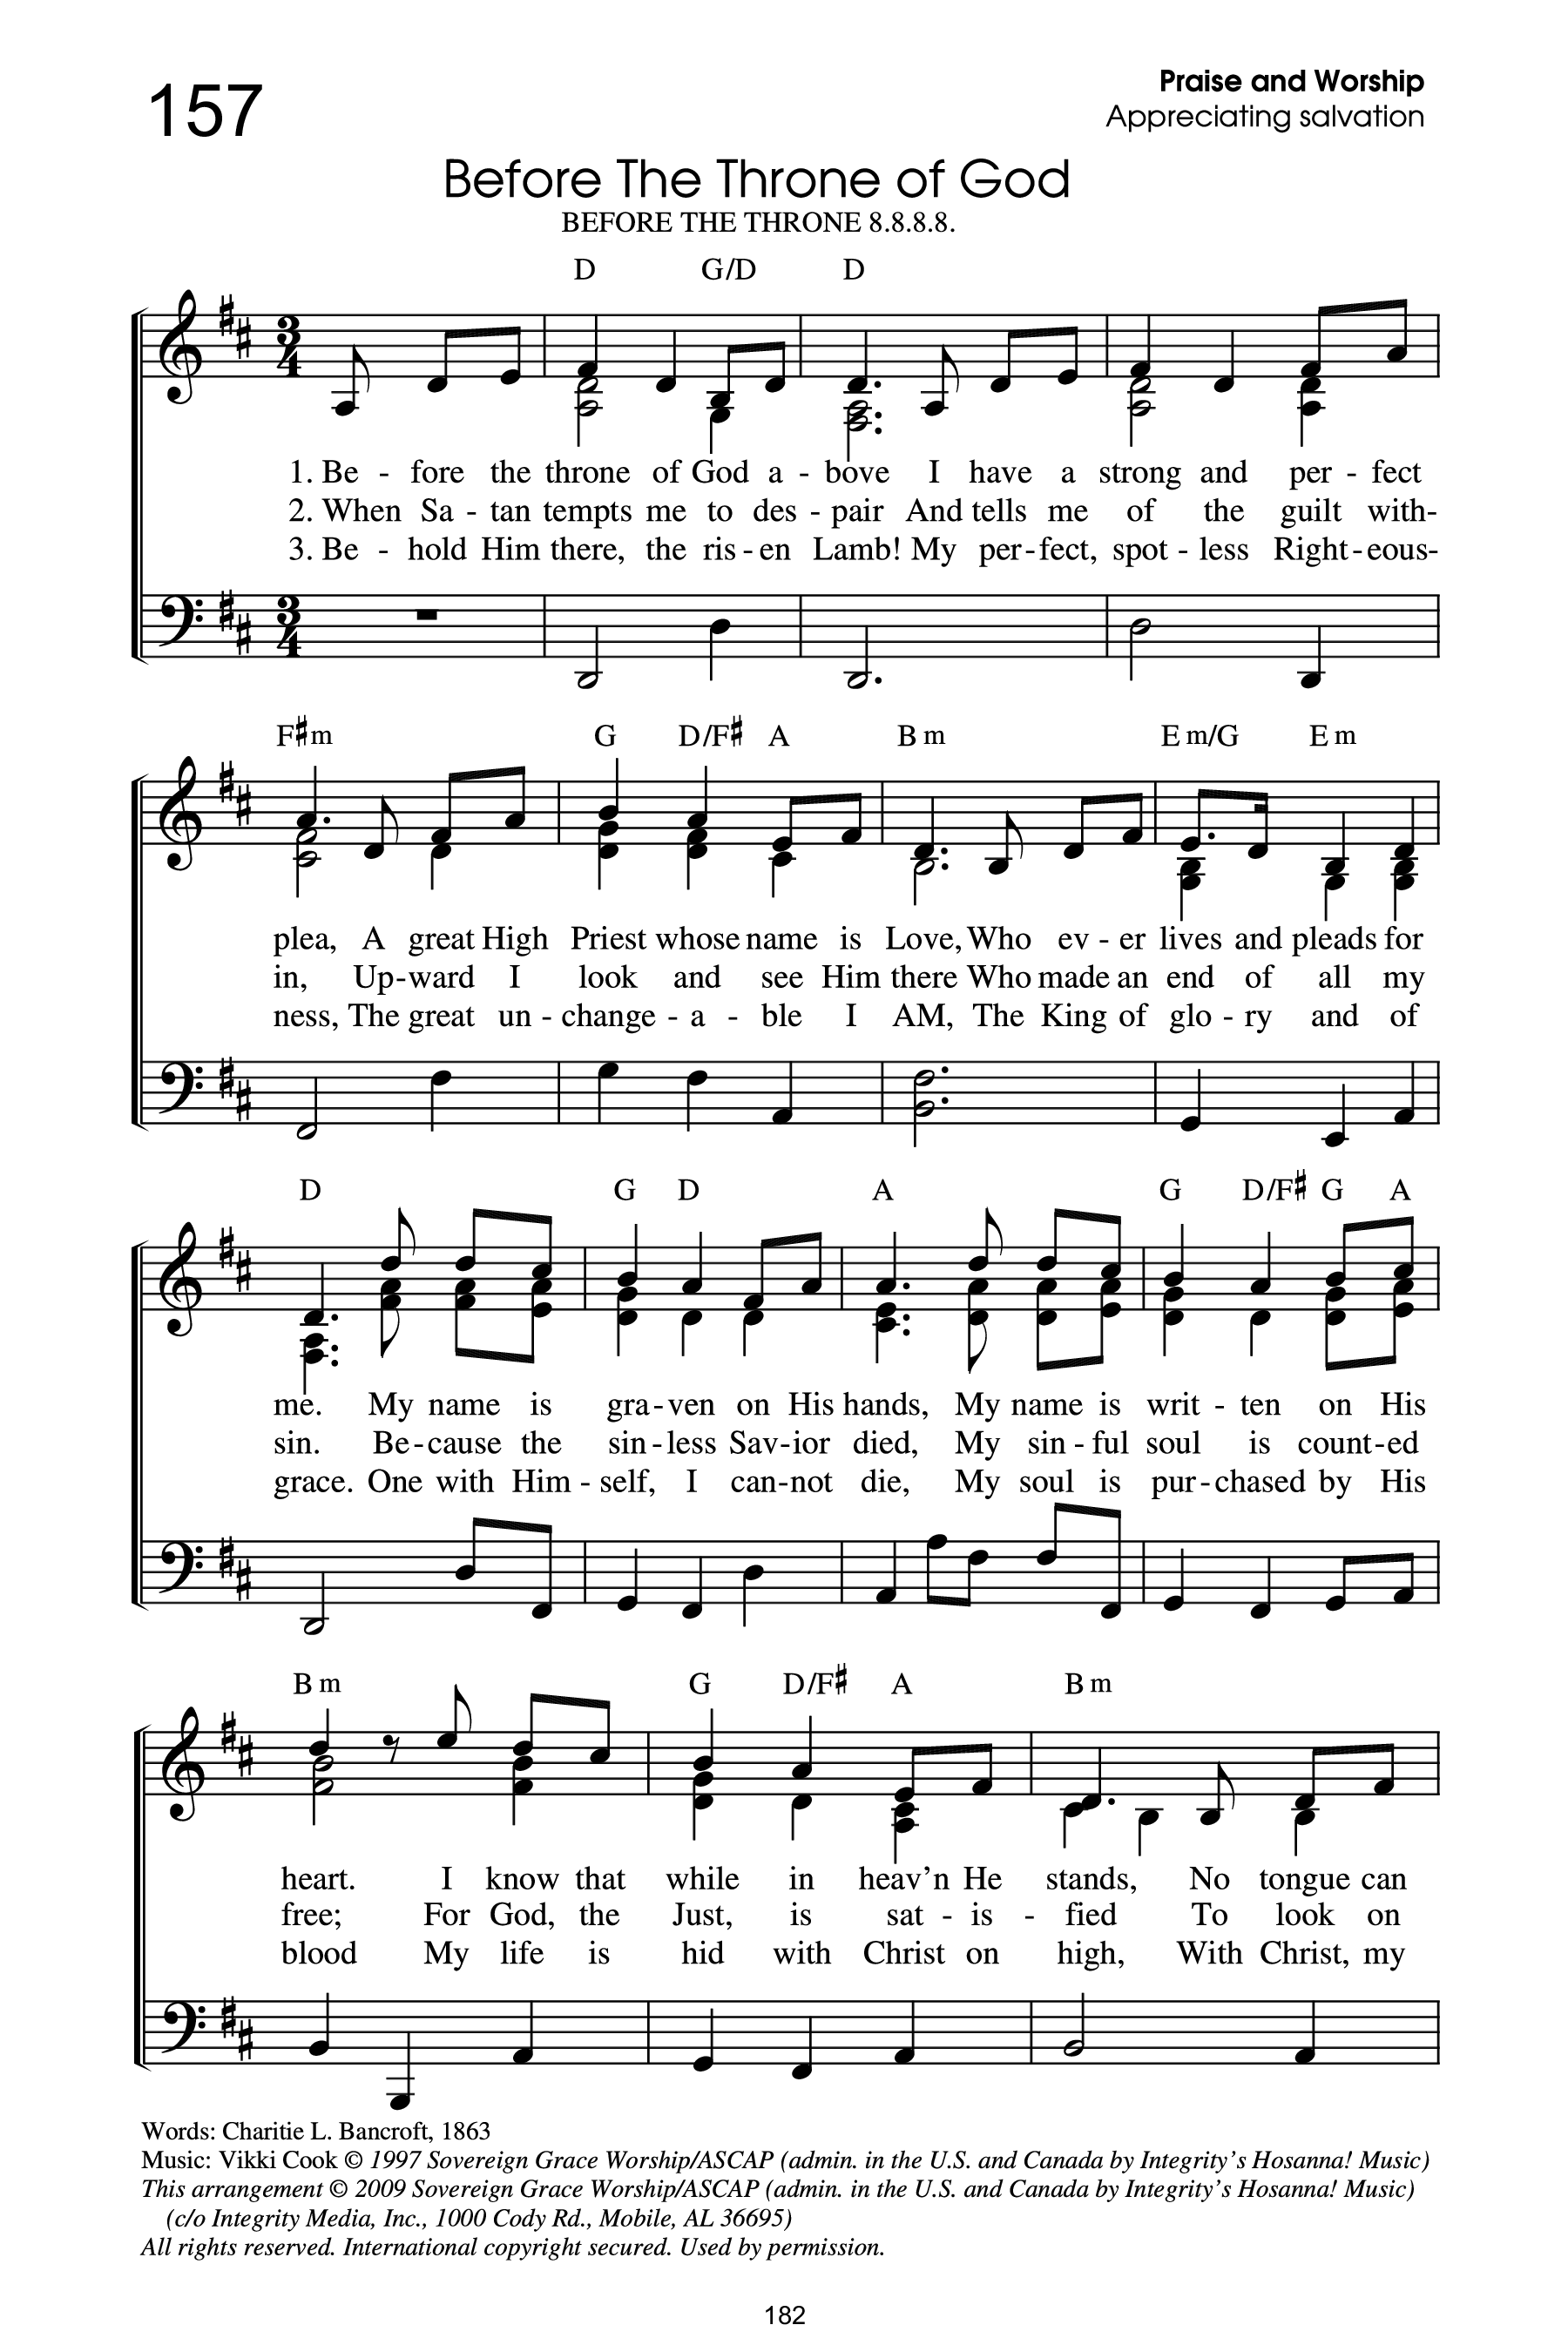 157
Praise and Worship
Appreciating salvation
Before The Throne of God
BEFORE THE THRONE 8.8.8.8.
D G/D D
1. Be - fore the throne of God a - bove I have a strong and per - fect
2. When Sa - tan tempts me to des - pair And tells me of the guilt with-
3. Be - hold Him there, the ris - en Lamb! My per - fect, spot - less Right - eous-
F♯m G D/F♯ A Bm Em/G Em
plea, A great High Priest whose name is Love, Who ev - er lives and pleads for
in, Up - ward I look and see Him there Who made an end of all my
ness, The great un - change - a - ble I AM, The King of glo - ry and of
D G D A G D/F♯ G A
me. My name is gra - ven on His hands, My name is writ - ten on His
sin. Be - cause the sin - less Sav - ior died, My sin - ful soul is count - ed
grace. One with Him - self, I can - not die, My soul is pur - chased by His
Bm G D/F♯ A Bm
heart. I know that while in heav’n He stands, No tongue can
free; For God, the Just, is sat - is - fied To look on
blood My life is hid with Christ on high, With Christ, my
Words: Charitie L. Bancroft, 1863
Music: Vikki Cook © 1997 Sovereign Grace Worship/ASCAP (admin. in the U.S. and Canada by Integrity’s Hosanna! Music)
This arrangement © 2009 Sovereign Grace Worship/ASCAP (admin. in the U.S. and Canada by Integrity’s Hosanna! Music)
(c/o Integrity Media, Inc., 1000 Cody Rd., Mobile, AL 36695)
All rights reserved. International copyright secured. Used by permission.
182